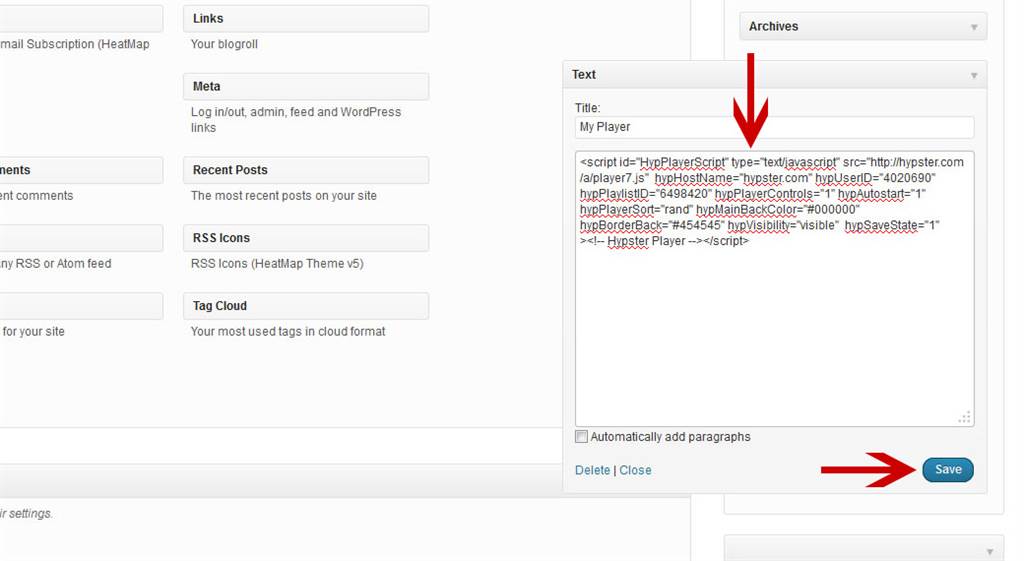 Links
mail Subscription (HeatMap
Your blogroll
Meta
Log in/out, admin, feed and WordPress
links
ments
Recent Posts
ent comments
The most recent posts on your site
RSS Icons
ny RSS or Atom feed
RSS Icons (HeatMap Theme v5)
Tag Cloud
for your site
Your most used tags in cloud format
ir settings.
Archives
Text
Title:
My Player
<script id="HypPlayerScript" type="text/javascript" src="http://hypster.com
/a/player7.js"  hypHostName="hypster.com" hypUserID="4020690"
hypPlaylistID="6498420" hypPlayerControls="1" hypAutostart="1"
hypPlayerSort="rand" hypMainBackColor="#000000"
hypBorderBack="#454545" hypVisibility="visible"  hypSaveState="1"
><!-- Hypster Player --></script>
Automatically add paragraphs
Delete | Close
Save